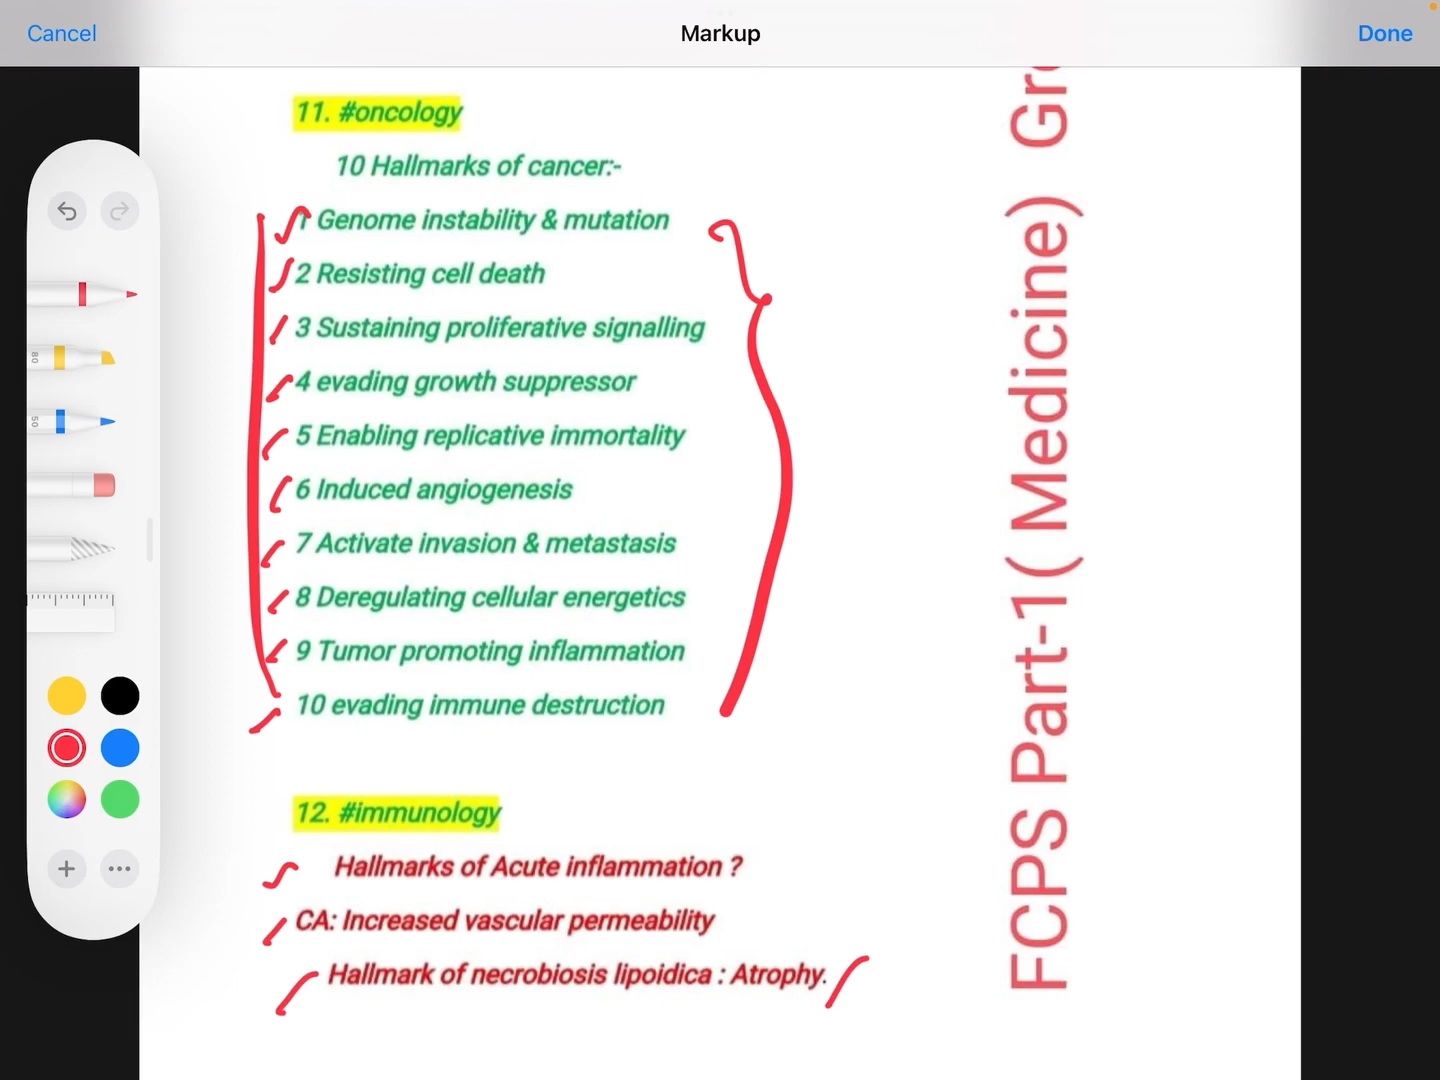 Cancel
Markup
Done
11. #oncology
10 Hallmarks of cancer:-
1 Genome instability & mutation
2 Resisting cell death
3 Sustaining proliferative signalling
4 evading growth suppressor
5 Enabling replicative immortality
6 Induced angiogenesis
7 Activate invasion & metastasis
8 Deregulating cellular energetics
9 Tumor promoting inflammation
10 evading immune destruction
12. #immunology
Hallmarks of Acute inflammation ?
CA: Increased vascular permeability
Hallmark of necrobiosis lipoidica : Atrophy.
FCPS Part-1( Medicine)
80
50